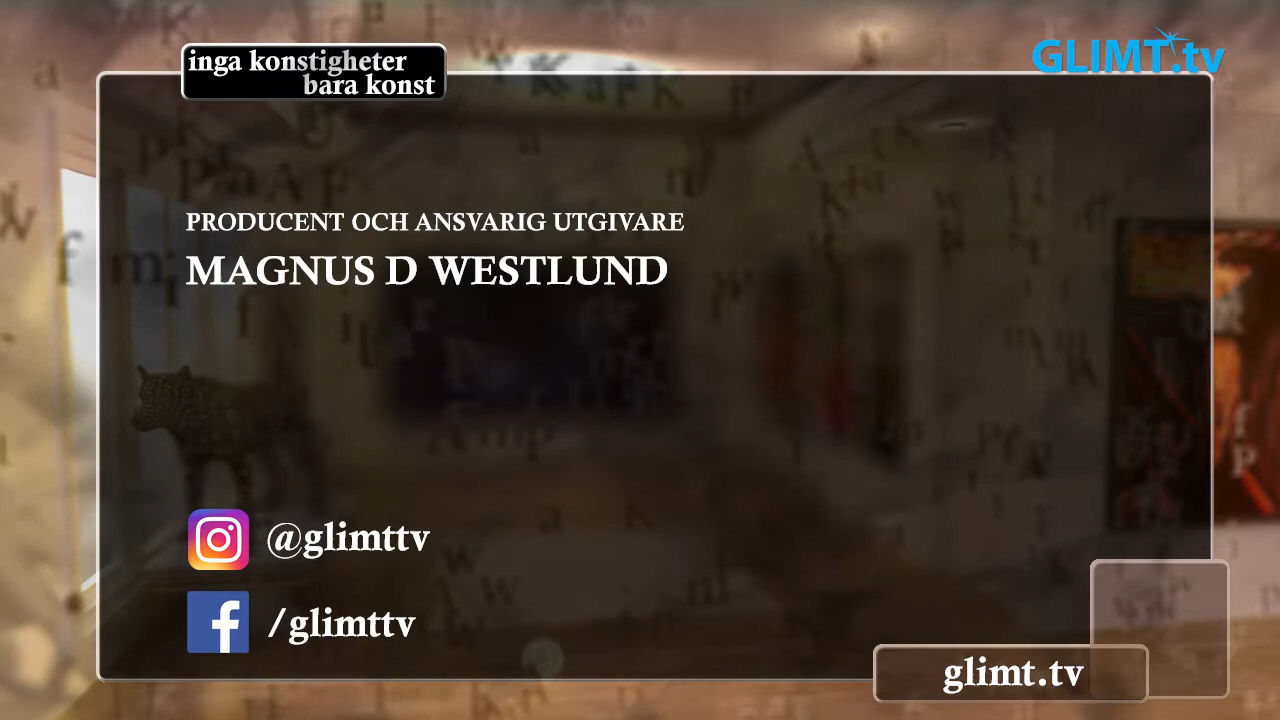 inga konstigheter
bara konst
GLIMT.tv
PRODUCENT OCH ANSVARIG UTGIVARE
MAGNUS D WESTLUND
@glimttv
/glimttv
glimt.tv